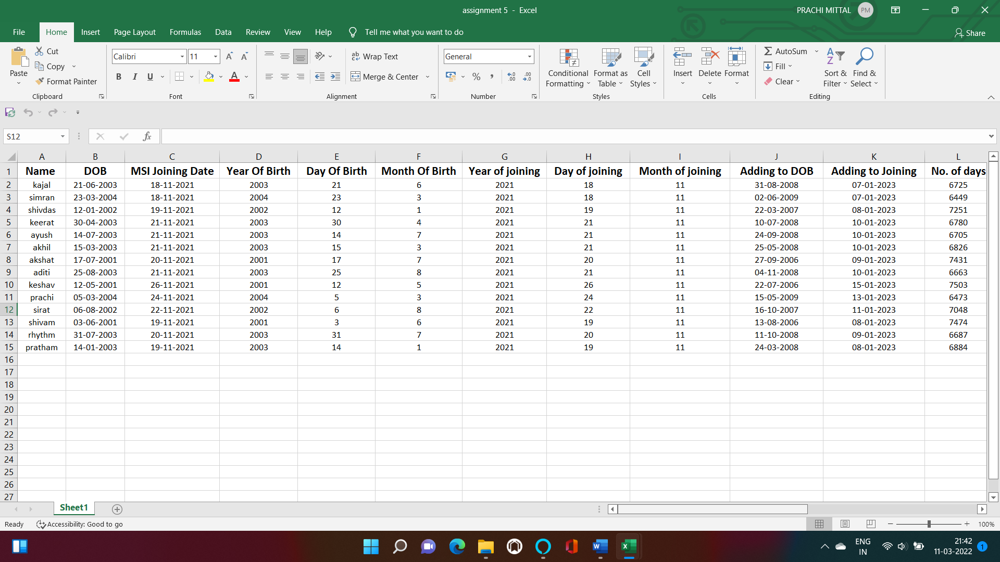 assignment 5 - Excel
PRACHI MITTAL PM
File Home Insert Page Layout Formulas Data Review View Help Tell me what you want to do Share
Cut
Copy
Format Painter
Paste
Clipboard
Calibri 11
B I U
Font
Wrap Text
Merge & Center
Alignment
General
Number
Conditional Formatting
Format as Table
Cell Styles
Styles
Insert Delete Format
Cells
AutoSum
Fill
Clear
Sort & Filter
Find & Select
Editing
S12
fx
A B C D E F G H I J K L
1 Name DOB MSI Joining Date Year Of Birth Day Of Birth Month Of Birth Year of joining Day of joining Month of joining Adding to DOB Adding to Joining No. of days
2 kajal 21-06-2003 18-11-2021 2003 21 6 2021 18 11 31-08-2008 07-01-2023 6725
3 simran 23-03-2004 18-11-2021 2004 23 3 2021 18 11 02-06-2009 07-01-2023 6449
4 shivdas 12-01-2002 19-11-2021 2002 12 1 2021 19 11 22-03-2007 08-01-2023 7251
5 keerat 30-04-2003 21-11-2021 2003 30 4 2021 21 11 10-07-2008 10-01-2023 6780
6 ayush 14-07-2003 21-11-2021 2003 14 7 2021 21 11 24-09-2008 10-01-2023 6705
7 akhil 15-03-2003 21-11-2021 2003 15 3 2021 21 11 25-05-2008 10-01-2023 6826
8 akshat 17-07-2001 20-11-2021 2001 17 7 2021 20 11 27-09-2006 09-01-2023 7431
9 aditi 25-08-2003 21-11-2021 2003 25 8 2021 21 11 04-11-2008 10-01-2023 6663
10 keshav 12-05-2001 26-11-2021 2001 12 5 2021 26 11 22-07-2006 15-01-2023 7503
11 prachi 05-03-2004 24-11-2021 2004 5 3 2021 24 11 15-05-2009 13-01-2023 6473
12 sirat 06-08-2002 22-11-2021 2002 6 8 2021 22 11 16-10-2007 11-01-2023 7048
13 shivam 03-06-2001 19-11-2021 2001 3 6 2021 19 11 13-08-2006 08-01-2023 7474
14 rhythm 31-07-2003 20-11-2021 2003 31 7 2021 20 11 11-10-2008 09-01-2023 6687
15 pratham 14-01-2003 19-11-2021 2003 14 1 2021 19 11 24-03-2008 08-01-2023 6884
16
17
18
19
20
21
22
23
24
25
26
27
Sheet1
Ready Accessibility: Good to go 100%
ENG IN
21:42
11-03-2022
1